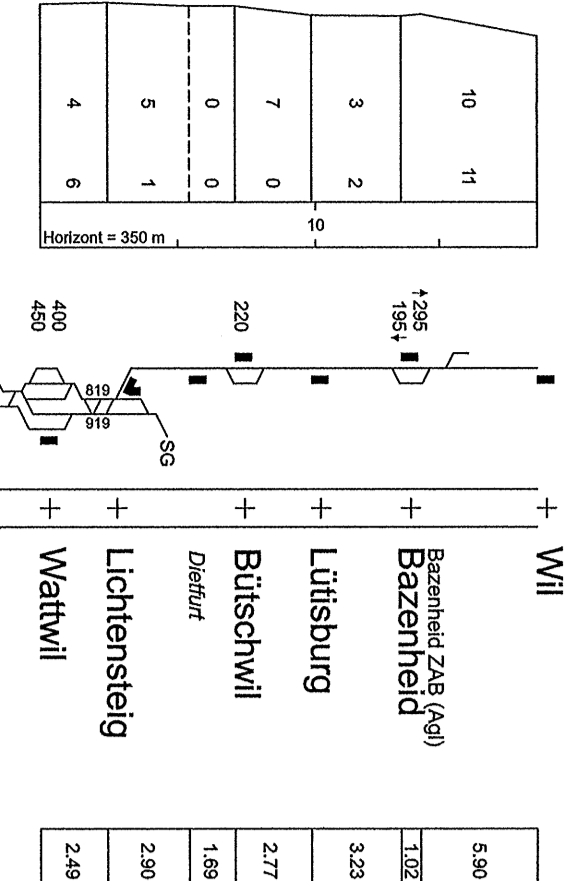 4 5 0 7 3 10
6 1 0 0 2 11
10
Horizont = 350 m
450
400
220
195
295
819
919
SG
Wattwil
Lichtensteig
Dietfurt
Bütschwil
Lütisburg
Bazenheid
Bazenheid ZAB (Agl)
Wil
2.49
2.90
1.69
2.77
3.23
1.02
5.90